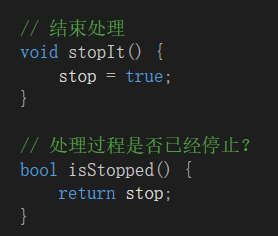 // 结束处理
void stopIt() {
    stop = true;
}

// 处理过程是否已经停止?
bool isStopped() {
    return stop;
}